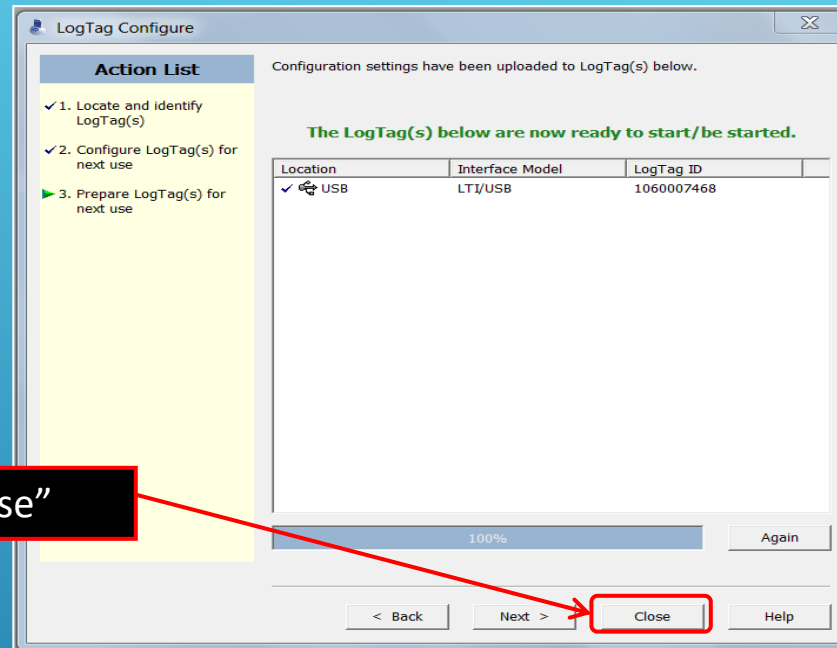 LogTag Configure
Action List
Configuration settings have been uploaded to LogTag(s) below.
✓1. Locate and identify
LogTag(s)
The LogTag(s) below are now ready to start/be started.
✓2. Configure LogTag(s) for
next use
Location Interface Model LogTag ID
✓ USB LTI/USB 1060007468
3. Prepare LogTag(s) for
next use
se”
100% Again
< Back Next > Close Help